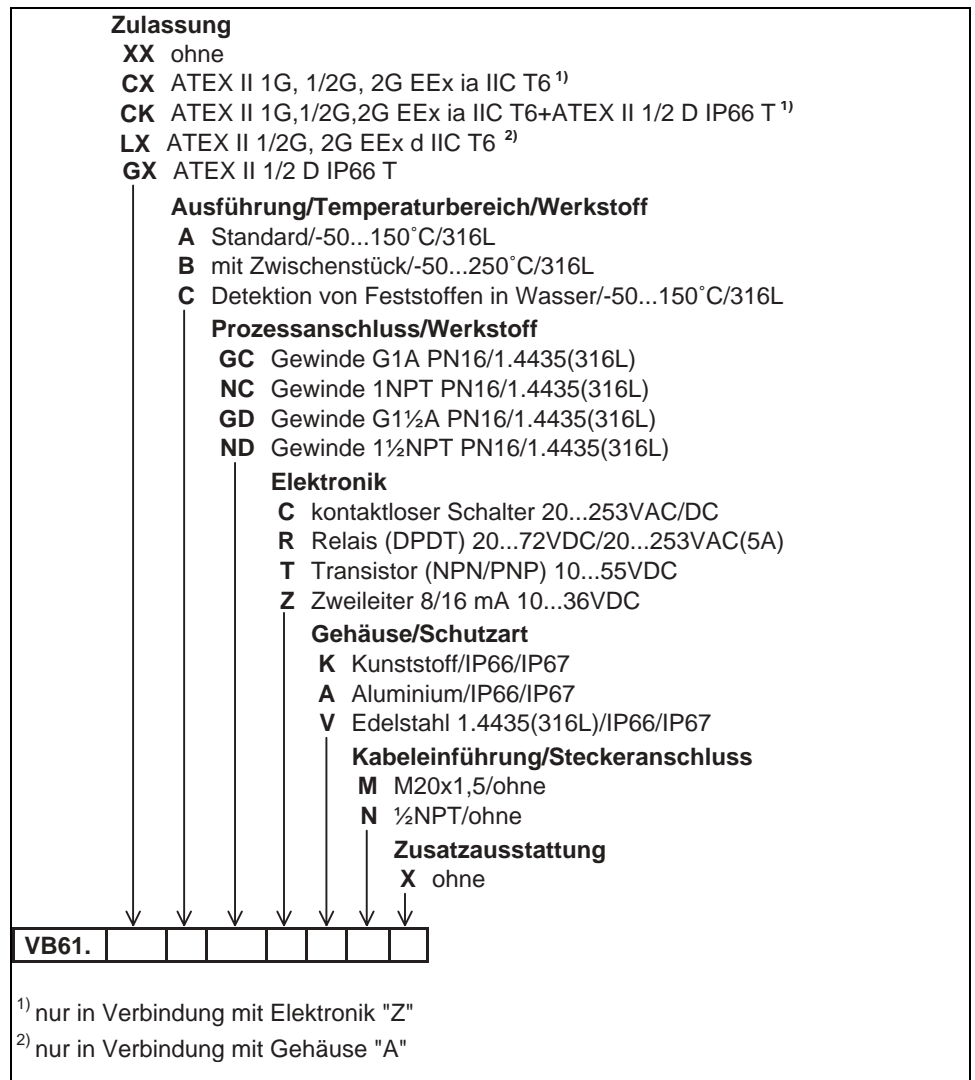 Zulassung
XX ohne
CX ATEX II 1G, 1/2G, 2G EEx ia IIC T6 1)
CK ATEX II 1G,1/2G,2G EEx ia IIC T6+ATEX II 1/2 D IP66 T 1)
LX ATEX II 1/2G, 2G EEx d IIC T6 2)
GX ATEX II 1/2 D IP66 T
Ausführung/Temperaturbereich/Werkstoff
A Standard/-50...150˚C/316L
B mit Zwischenstück/-50...250˚C/316L
C Detektion von Feststoffen in Wasser/-50...150˚C/316L
Prozessanschluss/Werkstoff
GC Gewinde G1A PN16/1.4435(316L)
NC Gewinde 1NPT PN16/1.4435(316L)
GD Gewinde G1½A PN16/1.4435(316L)
ND Gewinde 1½NPT PN16/1.4435(316L)
Elektronik
C kontaktloser Schalter 20...253VAC/DC
R Relais (DPDT) 20...72VDC/20...253VAC(5A)
T Transistor (NPN/PNP) 10...55VDC
Z Zweileiter 8/16 mA 10...36VDC
Gehäuse/Schutzart
K Kunststoff/IP66/IP67
A Aluminium/IP66/IP67
V Edelstahl 1.4435(316L)/IP66/IP67
Kabeleinführung/Steckeranschluss
M M20x1,5/ohne
N ½NPT/ohne
Zusatzausstattung
X ohne
VB61.
1) nur in Verbindung mit Elektronik "Z"
2) nur in Verbindung mit Gehäuse "A"